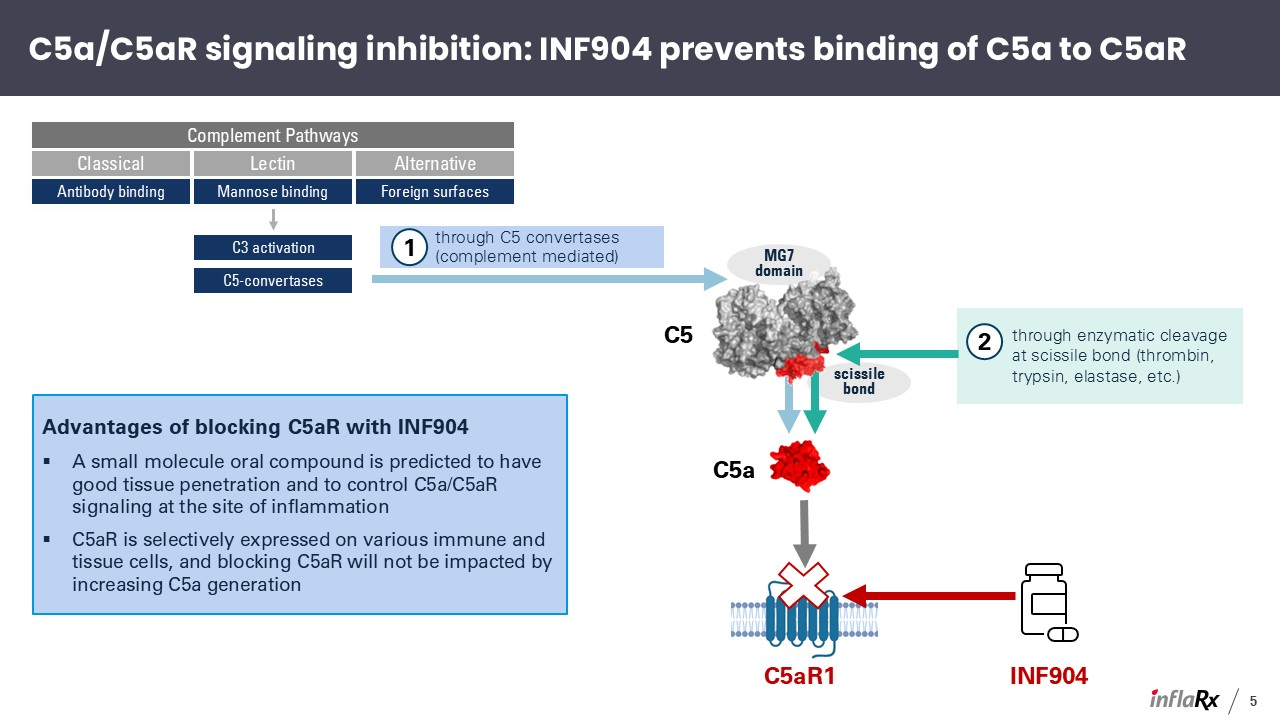 C5a/C5aR signaling inhibition: INF904 prevents binding of C5a to C5aR
Complement Pathways
Classical
Lectin
Alternative
Antibody binding
Mannose binding
Foreign surfaces
C3 activation
C5-convertases
1
through C5 convertases
(complement mediated)
MG7
domain
C5
2
through enzymatic cleavage
at scissile bond (thrombin,
trypsin, elastase, etc.)
scissile
bond
C5a
Advantages of blocking C5aR with INF904
▪ A small molecule oral compound is predicted to have
good tissue penetration and to control C5a/C5aR
signaling at the site of inflammation
▪ C5aR is selectively expressed on various immune and
tissue cells, and blocking C5aR will not be impacted by
increasing C5a generation
C5aR1
INF904
inflaRx
/ 5